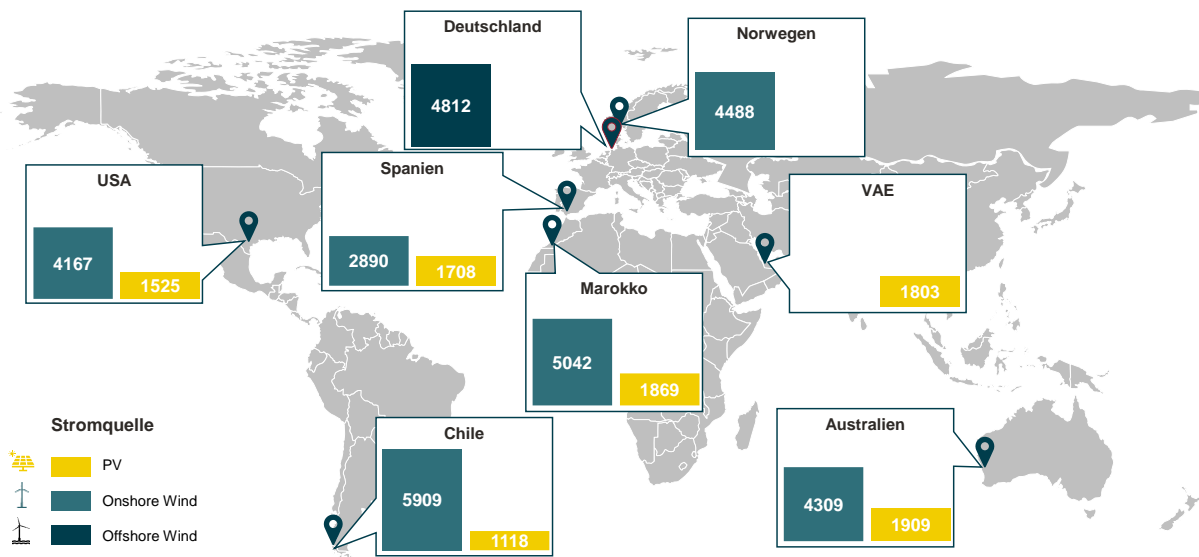 Deutschland
4812
Norwegen
4488
USA
4167
1525
Spanien
2890
1708
VAE
1803
Marokko
5042
1869
Chile
5909
1118
Australien
4309
1909
Stromquelle
PV
Onshore Wind
Offshore Wind